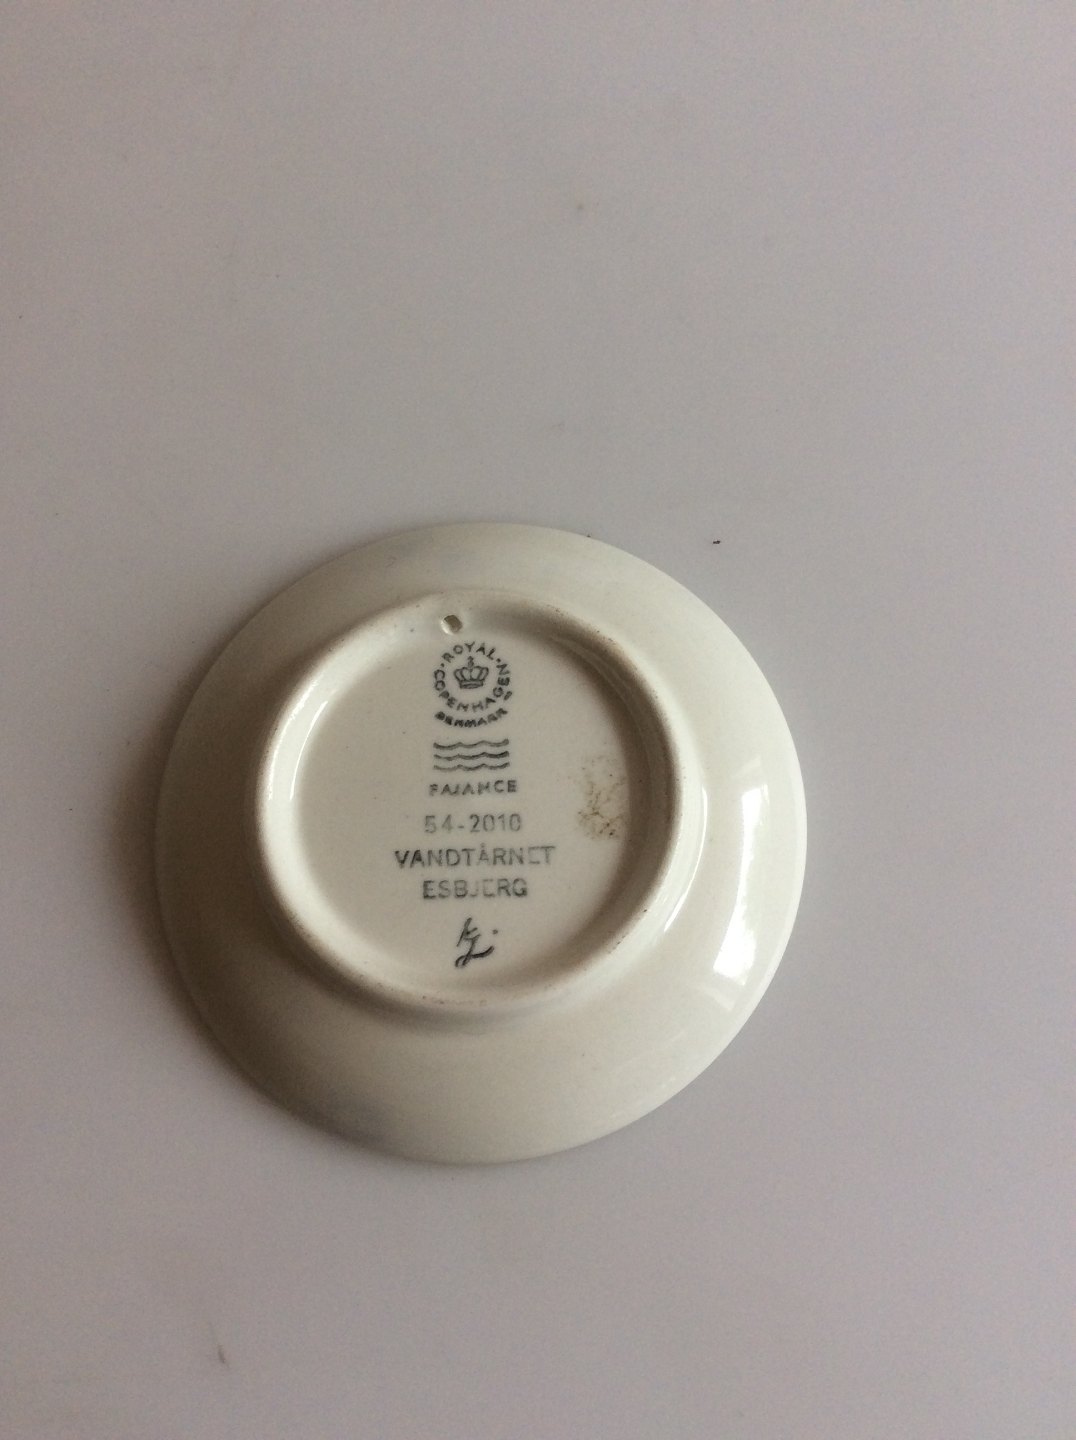 ROYAL
COPENHAGEN
DENMARK
FAJANCE
54-2010
VANDTÅRNET
ESBJERG